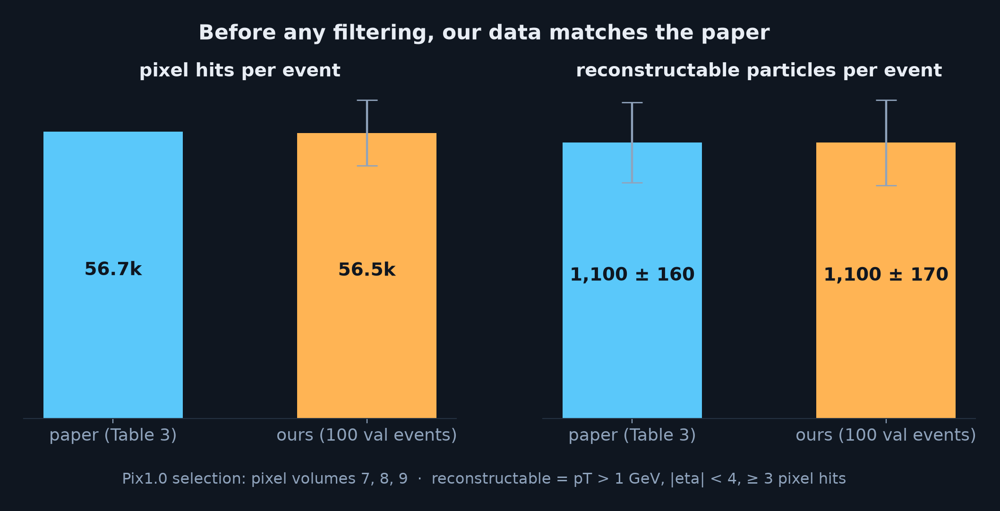 Before any filtering, our data matches the paper
pixel hits per event
56.7k
56.5k
paper (Table 3)
ours (100 val events)
reconstructable particles per event
1,100 ± 160
1,100 ± 170
paper (Table 3)
ours (100 val events)
Pix1.0 selection: pixel volumes 7, 8, 9 · reconstructable = pT > 1 GeV, |eta| < 4, ≥ 3 pixel hits